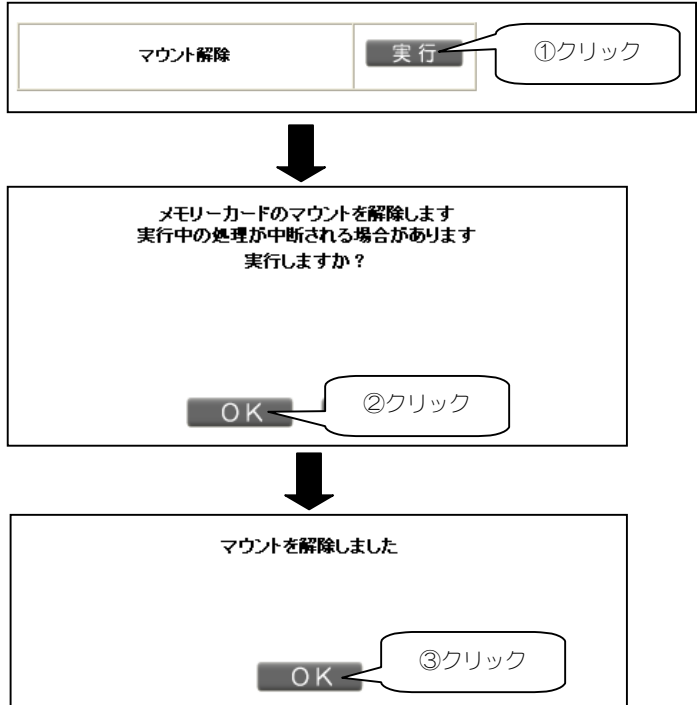 マウント解除
実行
①クリック
メモリーカードのマウントを解除します
実行中の処理が中断される場合があります
実行しますか？
OK
②クリック
マウントを解除しました
OK
③クリック